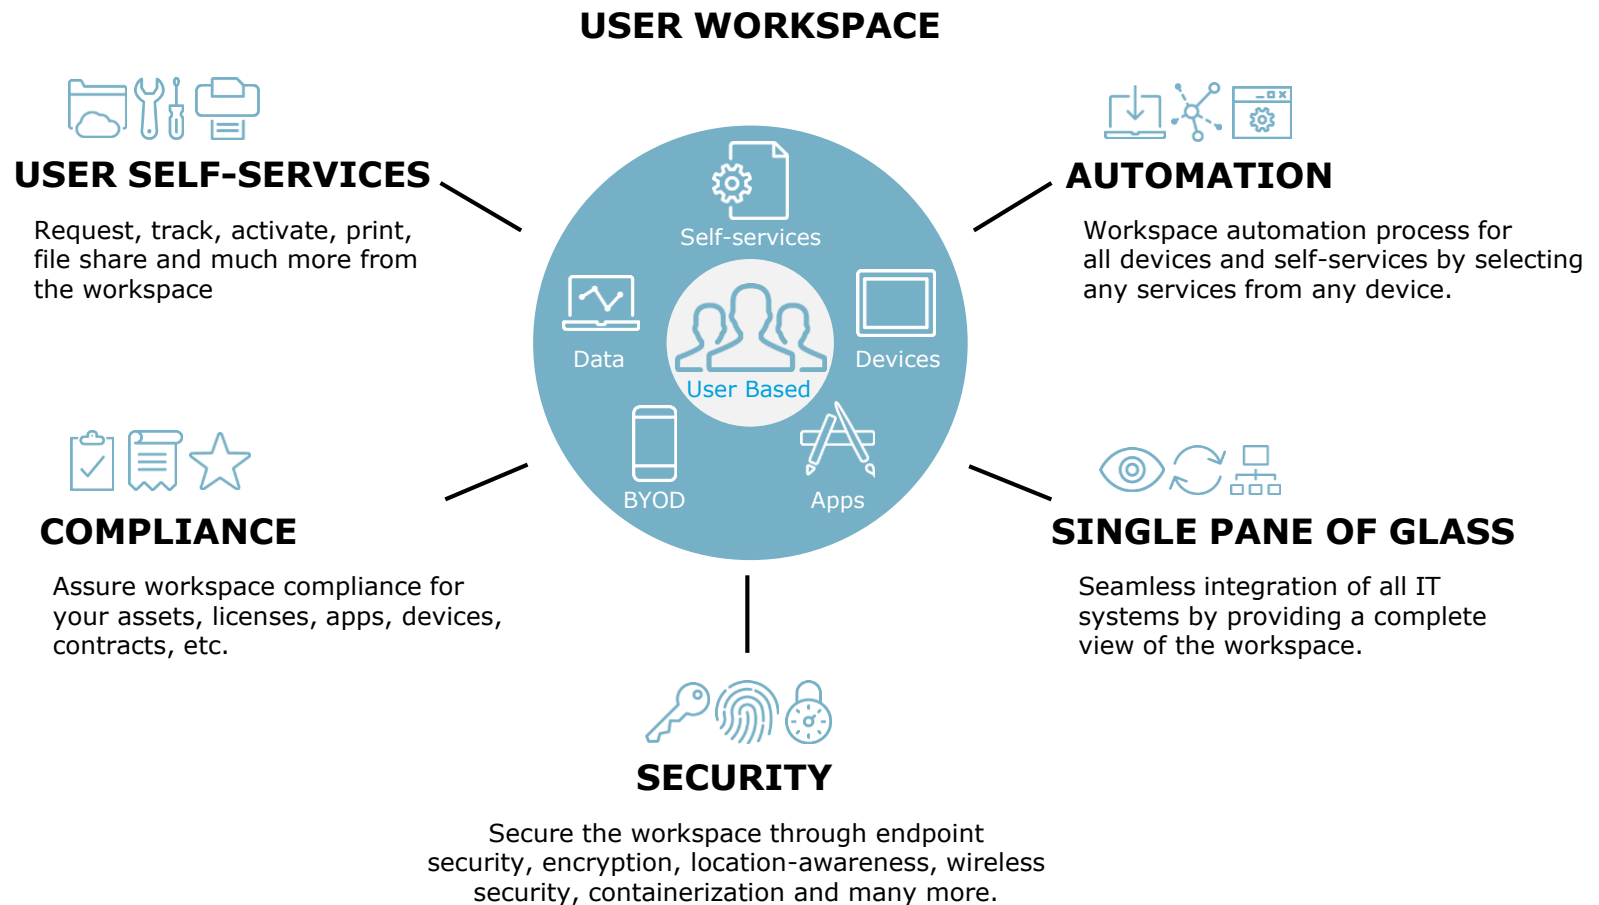 USER WORKSPACE
USER SELF-SERVICES
Request, track, activate, print,
file share and much more from
the workspace
AUTOMATION
Workspace automation process for
all devices and self-services by selecting
any services from any device.
Self-services
Data
Devices
User Based
BYOD
Apps
COMPLIANCE
Assure workspace compliance for
your assets, licenses, apps, devices,
contracts, etc.
SINGLE PANE OF GLASS
Seamless integration of all IT
systems by providing a complete
view of the workspace.
SECURITY
Secure the workspace through endpoint
security, encryption, location-awareness, wireless
security, containerization and many more.